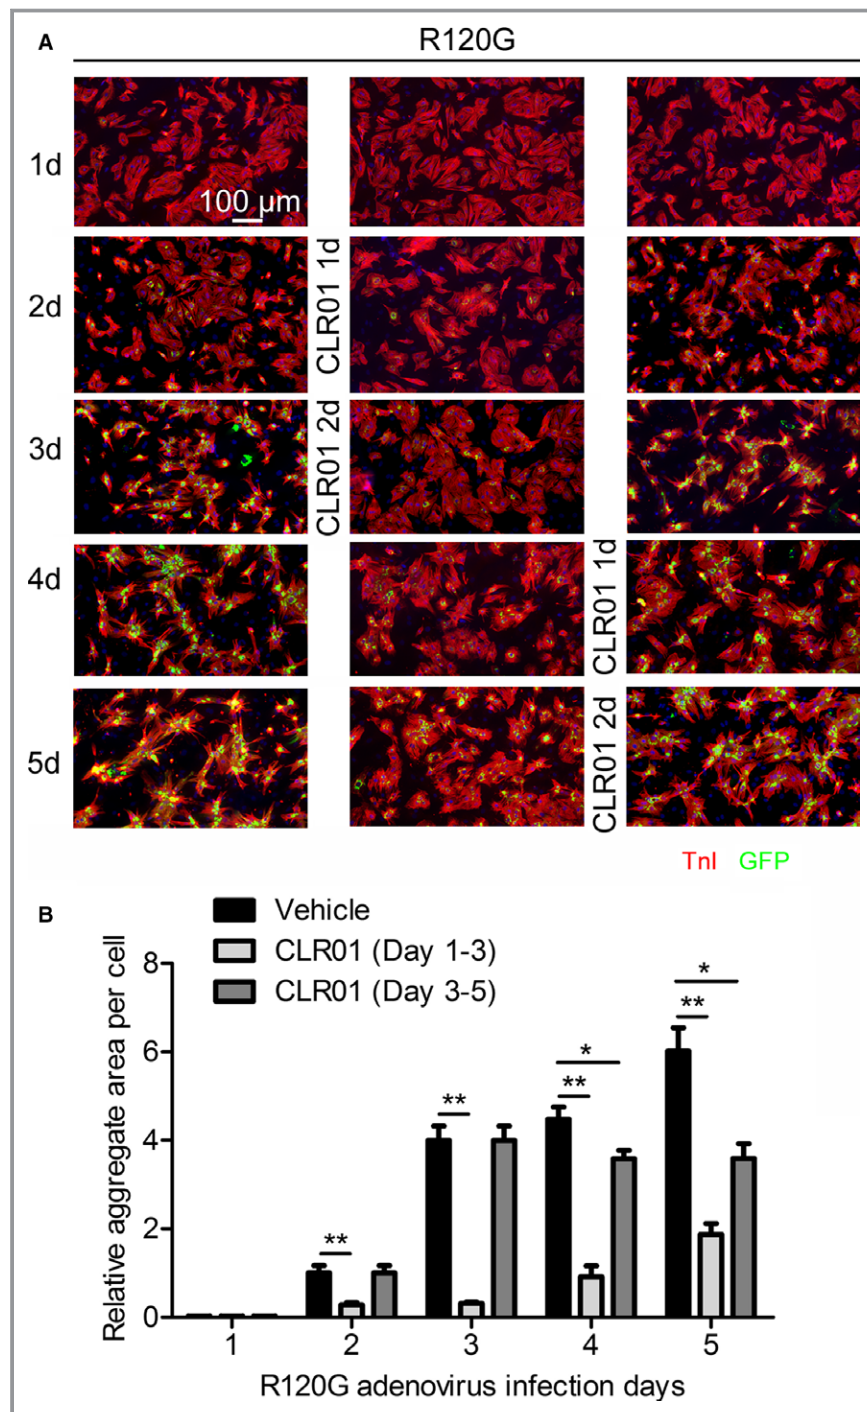 A
R120G
1d
100 µm
2d
CLR01 1d
3d
CLR01 2d
4d
CLR01 1d
5d
CLR01 2d
TnI GFP
B
Vehicle
CLR01 (Day 1-3)
CLR01 (Day 3-5)
Relative aggregate area per cell
8
6
4
2
0
**
**
**
*
**
*
1 2 3 4 5
R120G adenovirus infection days